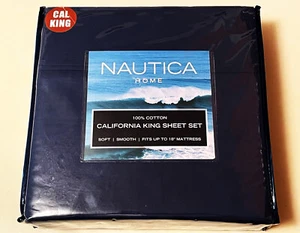 CAL
KING
NAUTICA
HOME
100% COTTON
CALIFORNIA KING SHEET SET
SOFT | SMOOTH | FITS UP TO 18" MATTRESS